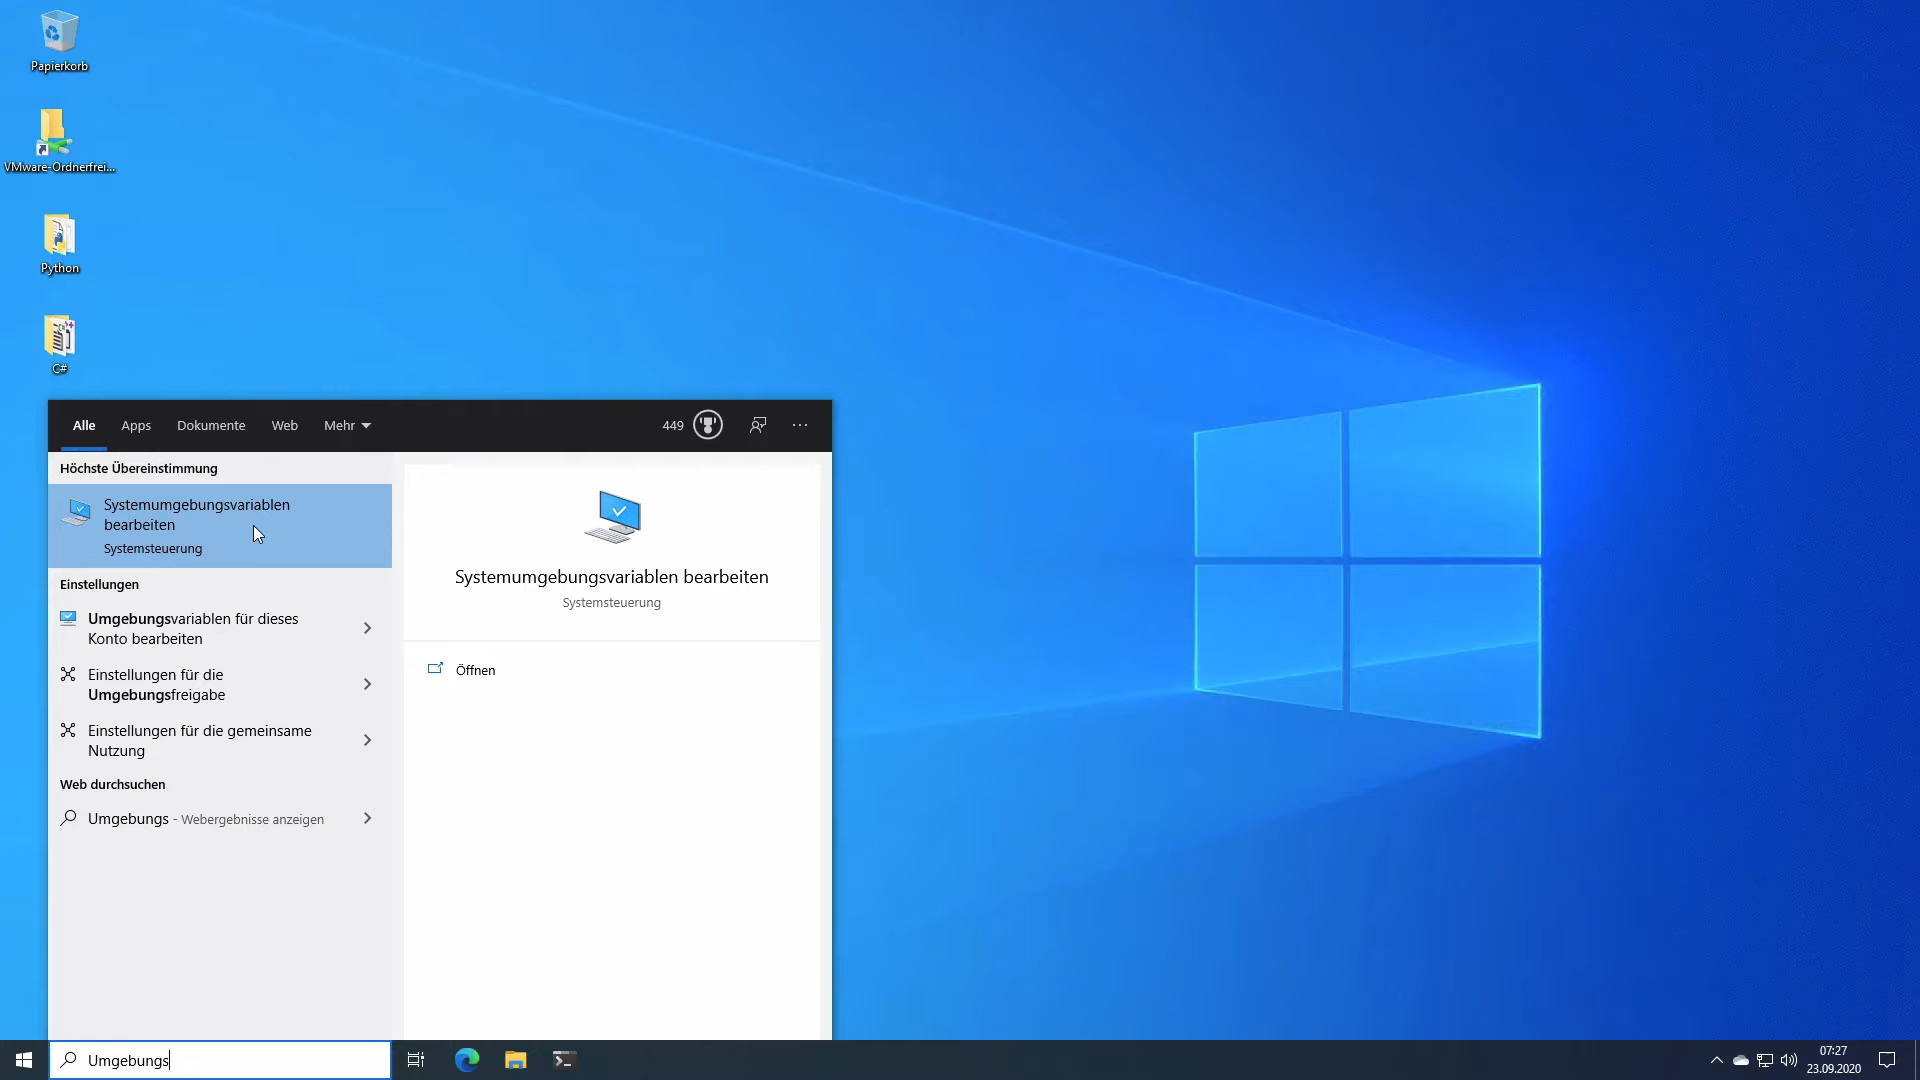 Papierkorb
VMware-Ordnerfrei...
Python
C#
Alle Apps Dokumente Web Mehr 449 ...
Höchste Übereinstimmung
Systemumgebungsvariablen
bearbeiten
Systemsteuerung
Einstellungen
Umgebungsvariablen für dieses
Konto bearbeiten
Einstellungen für die
Umgebungsfreigabe
Einstellungen für die gemeinsame
Nutzung
Web durchsuchen
Umgebungs - Webergebnisse anzeigen
Systemumgebungsvariablen bearbeiten
Systemsteuerung
Öffnen
Umgebungs
07:27
23.09.2020